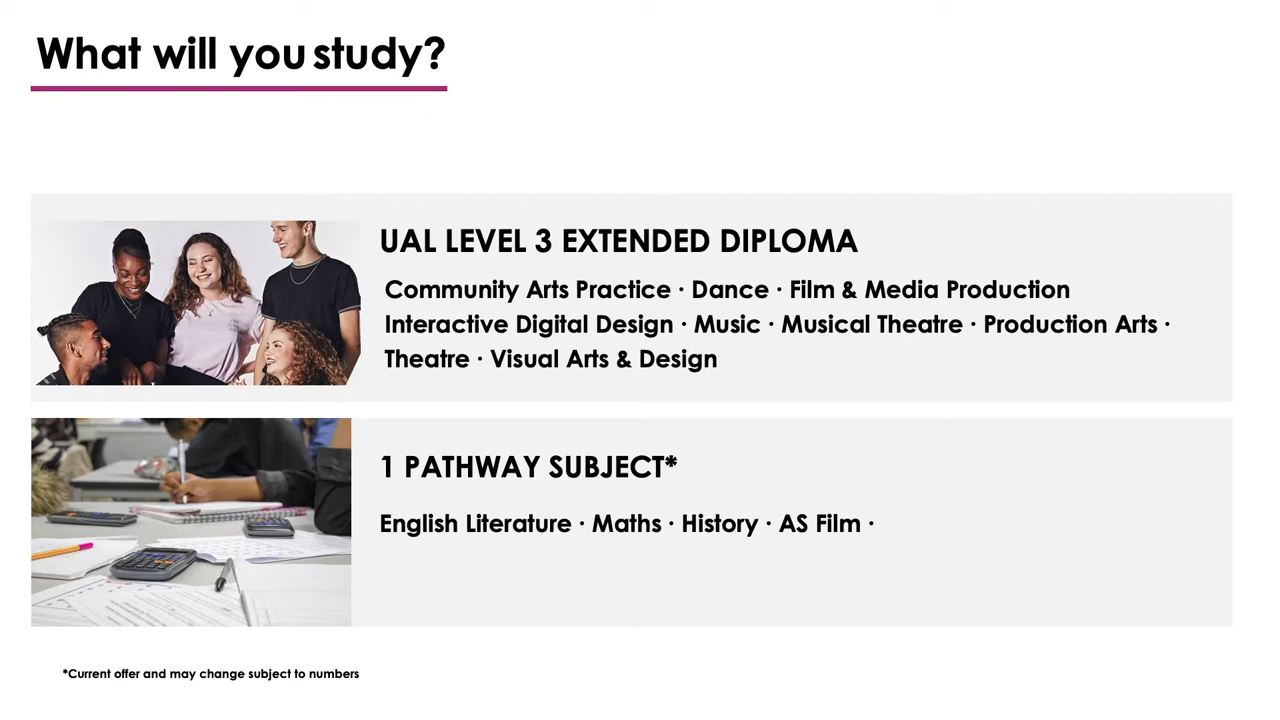 What will you study?
UAL LEVEL 3 EXTENDED DIPLOMA
Community Arts Practice · Dance · Film & Media Production
Interactive Digital Design · Music · Musical Theatre · Production Arts ·
Theatre · Visual Arts & Design
1 PATHWAY SUBJECT*
English Literature · Maths · History · AS Film ·
*Current offer and may change subject to numbers